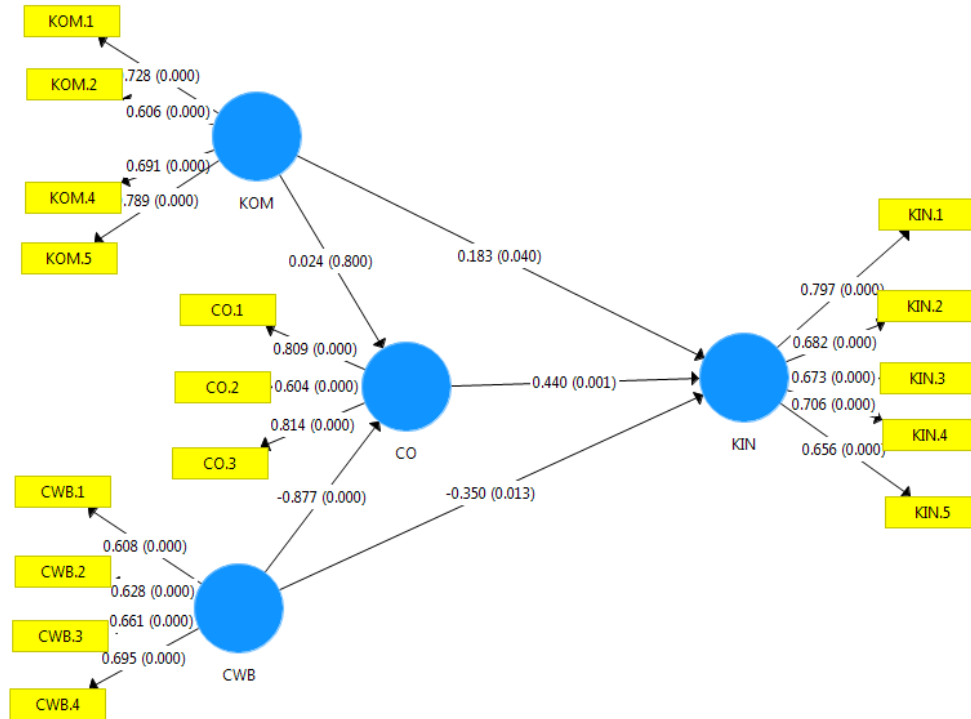 KOM.1
KOM.2
.728 (0.000)
0.606 (0.000)
KOM.4
0.691 (0.000)
.789 (0.000)
KOM.5
KOM
0.024 (0.800)
0.183 (0.040)
CO.1
0.809 (0.000)
CO.2
0.604 (0.000)
0.814 (0.000)
CO.3
CO
0.440 (0.001)
-0.877 (0.000)
-0.350 (0.013)
CWB.1
0.608 (0.000)
CWB.2
0.628 (0.000)
0.661 (0.000)
CWB.3
0.695 (0.000)
CWB.4
CWB
KIN.1
0.797 (0.000)
KIN.2
0.682 (0.000)
0.673 (0.000)
KIN.3
0.706 (0.000)
KIN.4
0.656 (0.000)
KIN.5
KIN